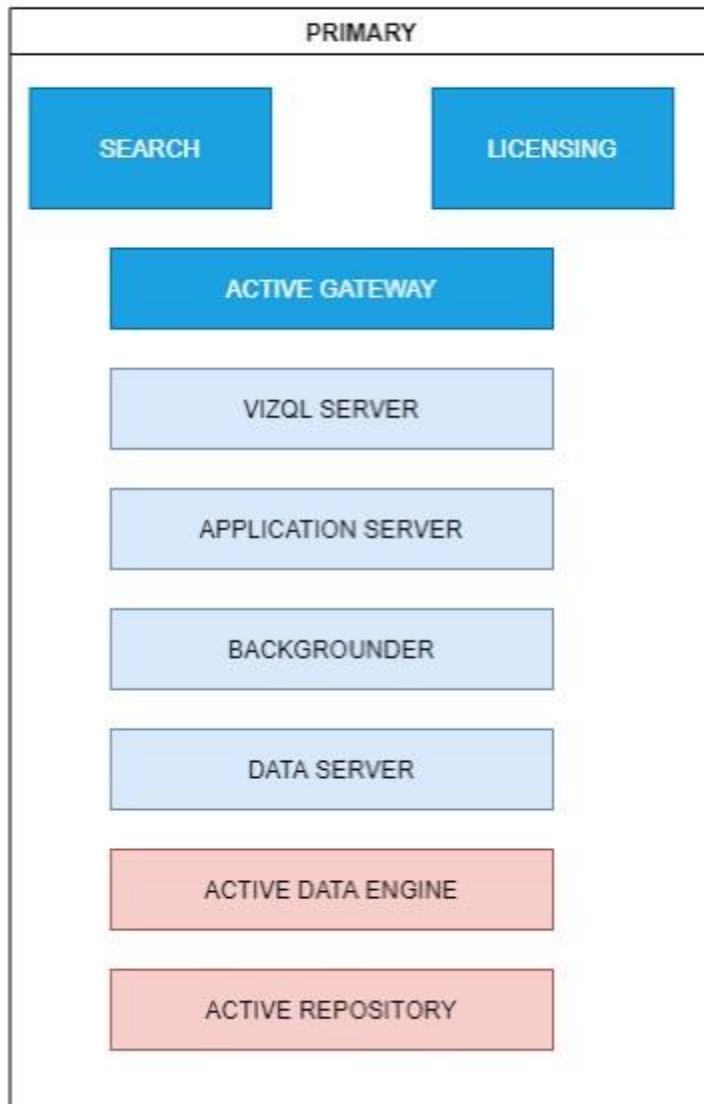 PRIMARY
SEARCH
LICENSING
ACTIVE GATEWAY
VIZQL SERVER
APPLICATION SERVER
BACKGROUNDER
DATA SERVER
ACTIVE DATA ENGINE
ACTIVE REPOSITORY